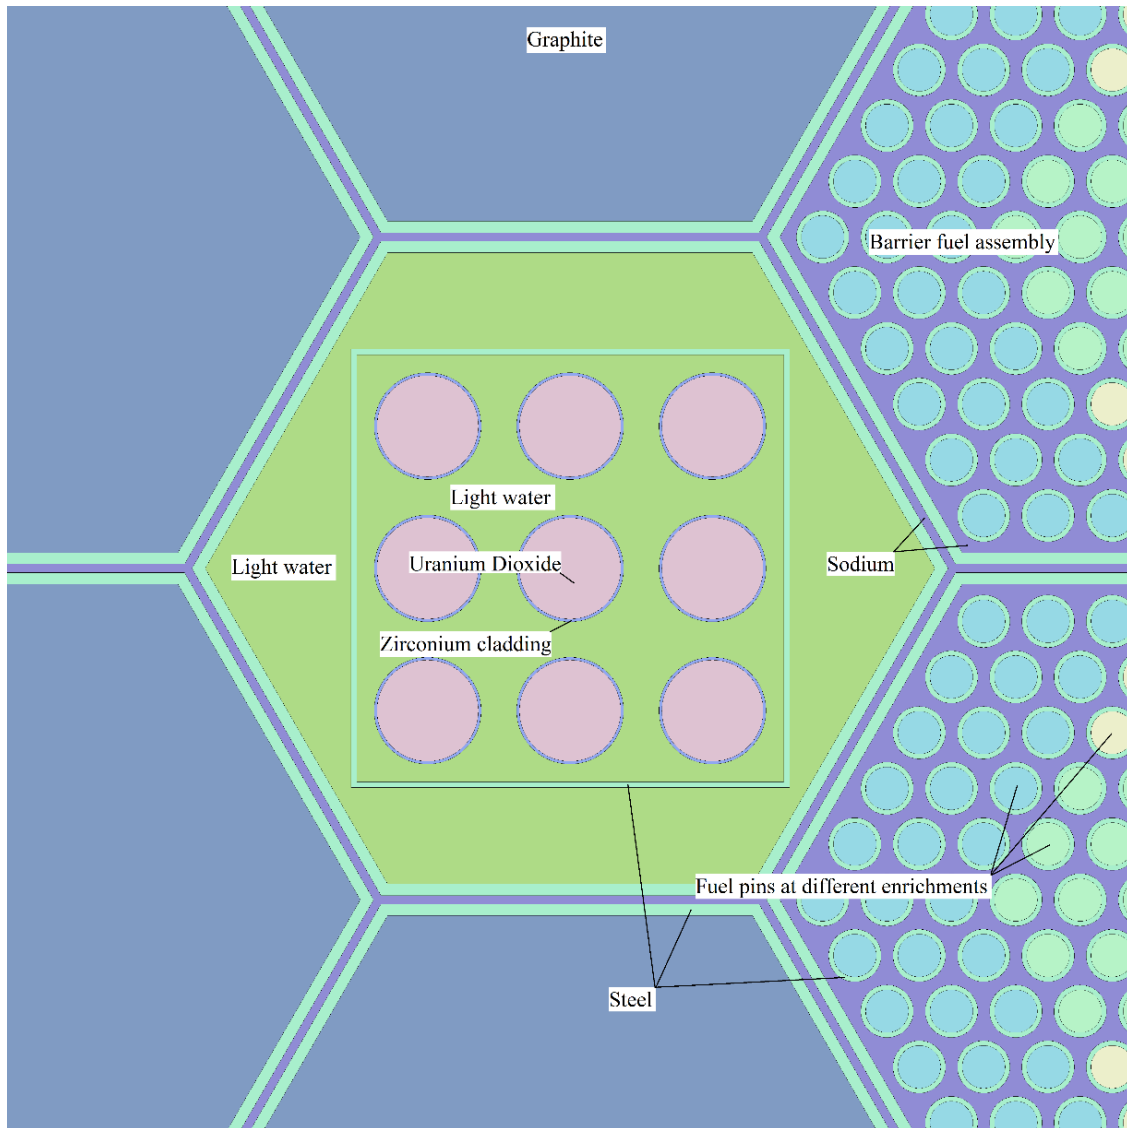 Graphite
Barrier fuel assembly
Light water
Uranium Dioxide
Light water
Sodium
Zirconium cladding
Fuel pins at different enrichments
Steel